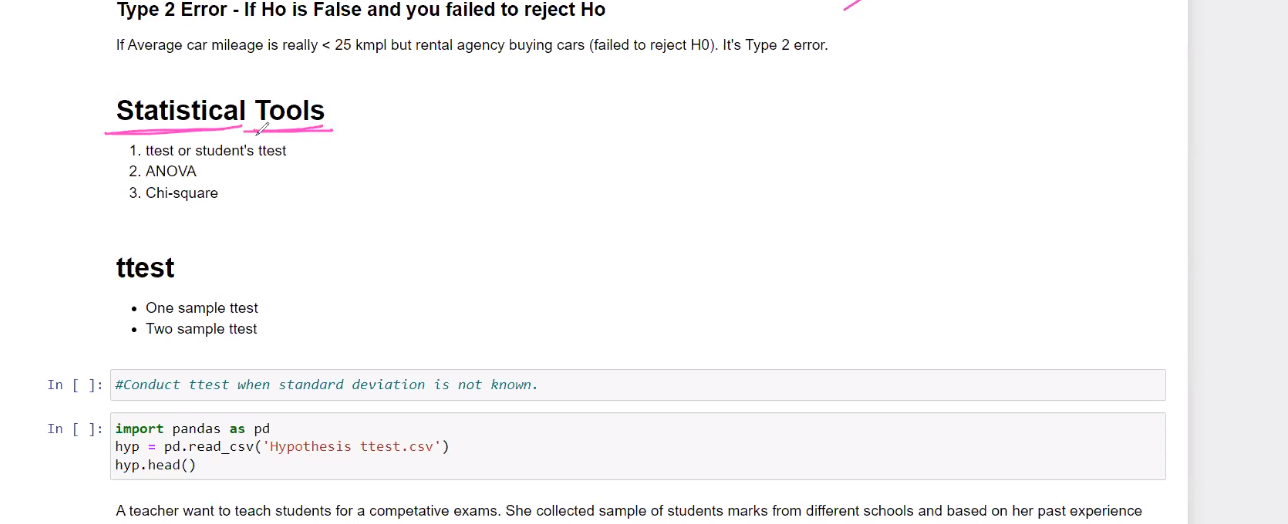 Type 2 Error - If Ho is False and you failed to reject Ho
If Average car mileage is really < 25 kmpl but rental agency buying cars (failed to reject H0). It's Type 2 error.
Statistical Tools
1. ttest or student's ttest
2. ANOVA
3. Chi-square
ttest
• One sample ttest
• Two sample ttest
In [ ]: #Conduct ttest when standard deviation is not known.
In [ ]: import pandas as pd
hyp = pd.read_csv('Hypothesis ttest.csv')
hyp.head()
A teacher want to teach students for a competative exams. She collected sample of students marks from different schools and based on her past experience